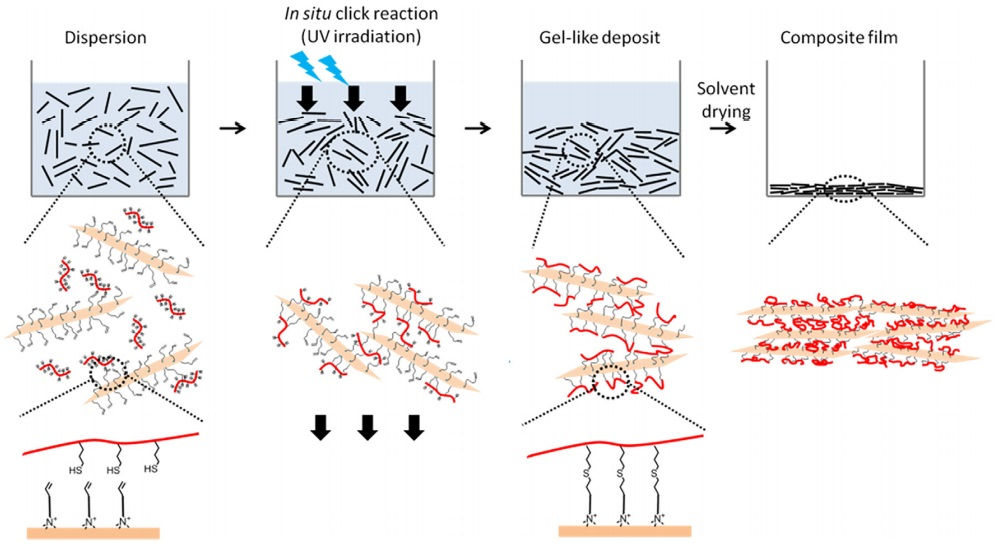 Dispersion
In situ click reaction
(UV irradiation)
Gel-like deposit
Composite film
Solvent
drying
HS
HS
HS
N+
N+
N+
S
S
S
N+
N+
N+